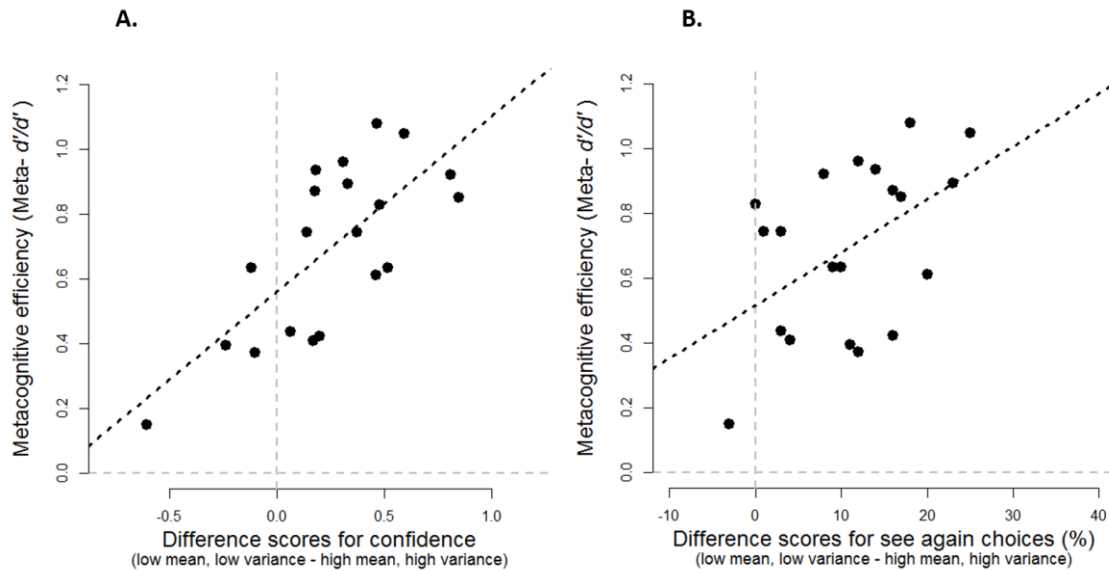 A.
B.
Metacognitive efficiency (Meta- d'/d' )
0.0 0.2 0.4 0.6 0.8 1.0 1.2
-0.5 0.0 0.5 1.0
Difference scores for confidence
(low mean, low variance - high mean, high variance)
Metacognitive efficiency (Meta- d'/d' )
0.0 0.2 0.4 0.6 0.8 1.0 1.2
-10 0 10 20 30 40
Difference scores for see again choices (%)
(low mean, low variance - high mean, high variance)